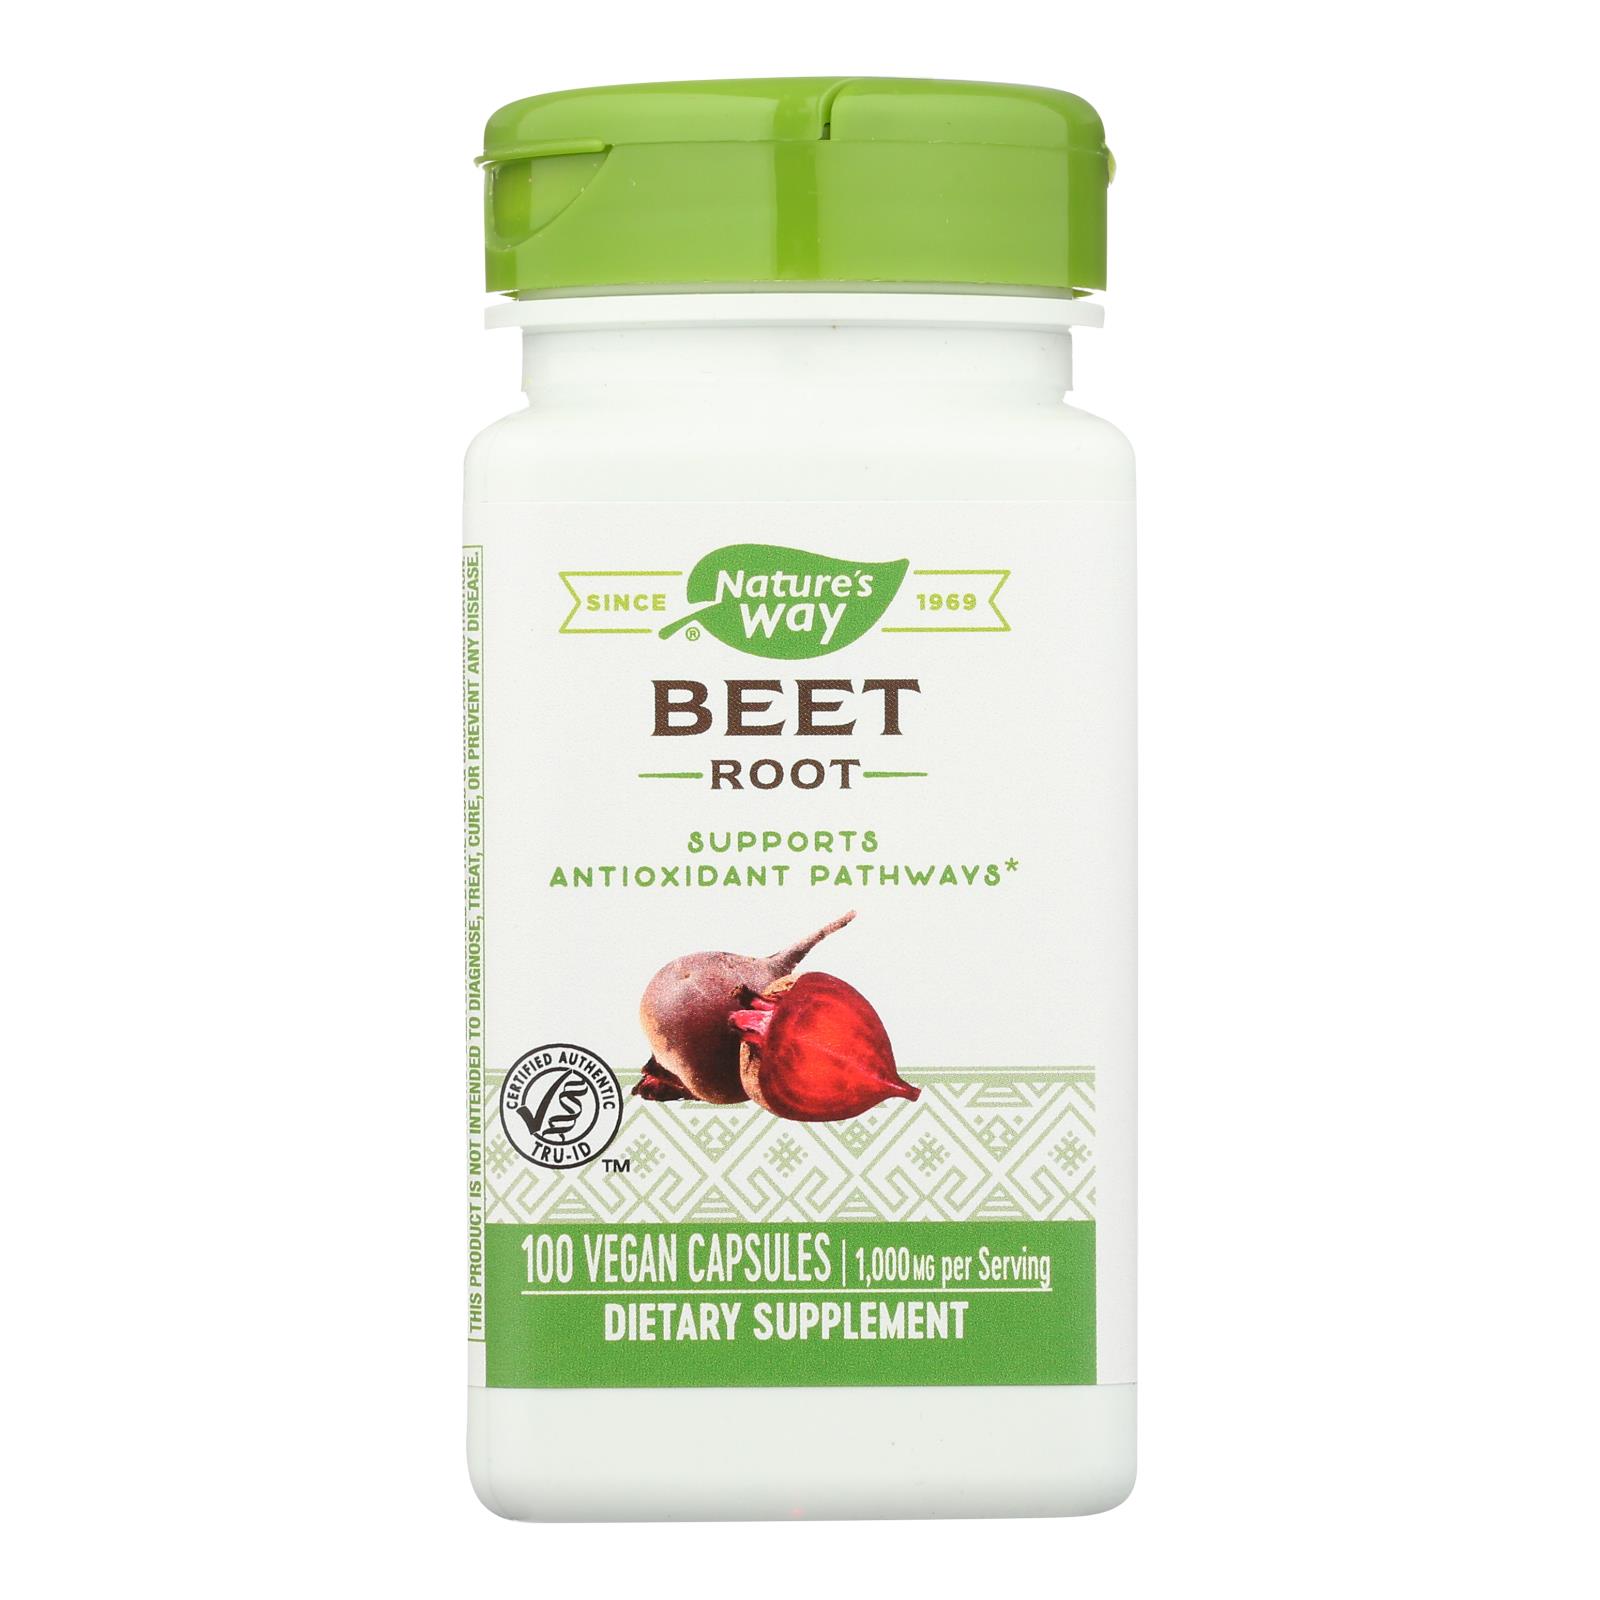 SINCE
Nature's
Way
®
1969
BEET
ROOT
SUPPORTS
ANTIOXIDANT PATHWAYS*
CERTIFIED AUTHENTIC
TRU-ID
TM
100 VEGAN CAPSULES | 1,000 MG per Serving
DIETARY SUPPLEMENT
THIS PRODUCT IS NOT INTENDED TO DIAGNOSE, TREAT, CURE, OR PREVENT ANY DISEASE.